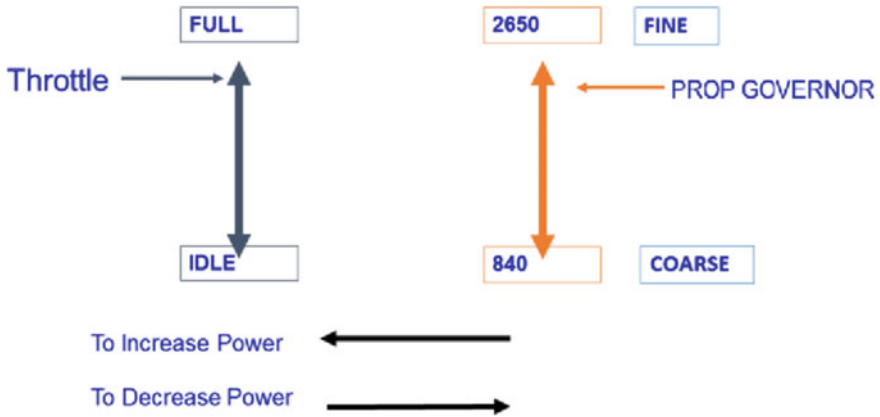 FULL
2650
FINE
Throttle
PROP GOVERNOR
IDLE
840
COARSE
To Increase Power
To Decrease Power